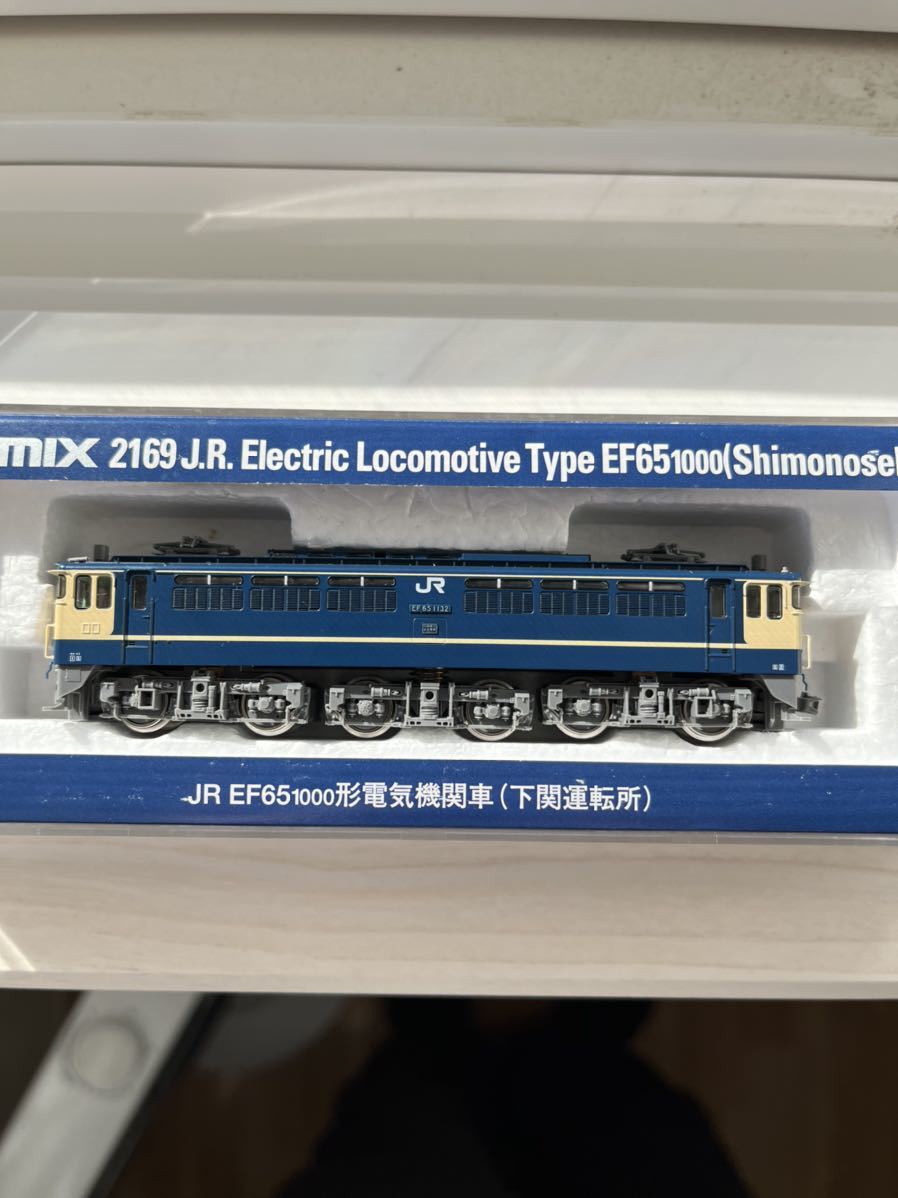 mix 2169 J.R. Electric Locomotive Type EF651000(Shimonosek
JR
EF65 1132
JR EF651000形電気機関車(下関運転所)